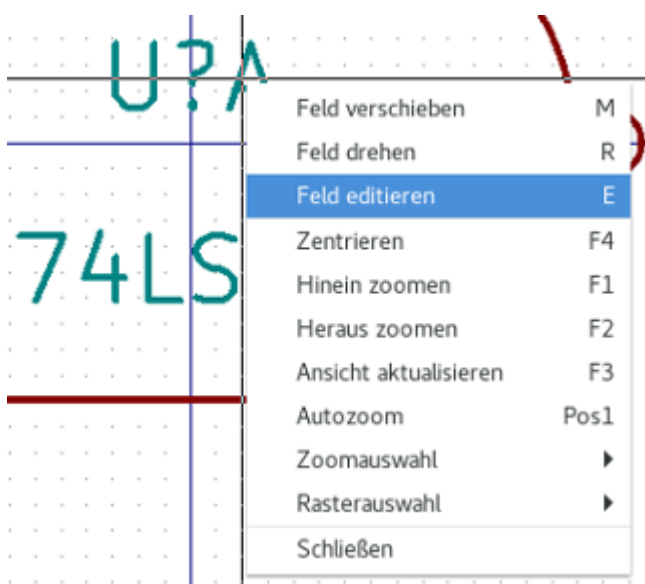 U?A
Feld verschieben M
Feld drehen R
Feld editieren E
74LS
Zentrieren F4
Hinein zoomen F1
Heraus zoomen F2
Ansicht aktualisieren F3
Autozoom Pos1
Zoomauswahl
Rasterauswahl
Schließen